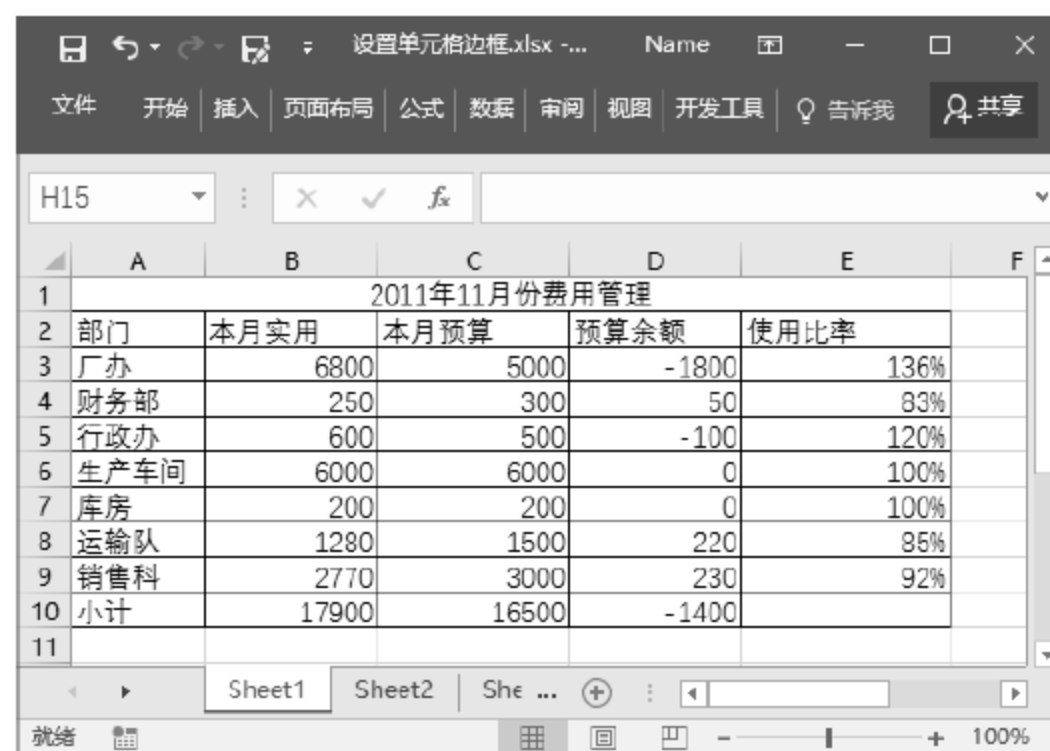 设置单元格边框.xlsx -... Name
文件 开始 插入 页面布局 公式 数据 审阅 视图 开发工具 告诉我 共享
H15 fx
A B C D E F
1 2011年11月份费用管理
2 部门 本月实用 本月预算 预算余额 使用比率
3 厂办 6800 5000 -1800 136%
4 财务部 250 300 50 83%
5 行政办 600 500 -100 120%
6 生产车间 6000 6000 0 100%
7 库房 200 200 0 100%
8 运输队 1280 1500 220 85%
9 销售科 2770 3000 230 92%
10 小计 17900 16500 -1400
11
Sheet1 Sheet2 She ...
就绪 100%